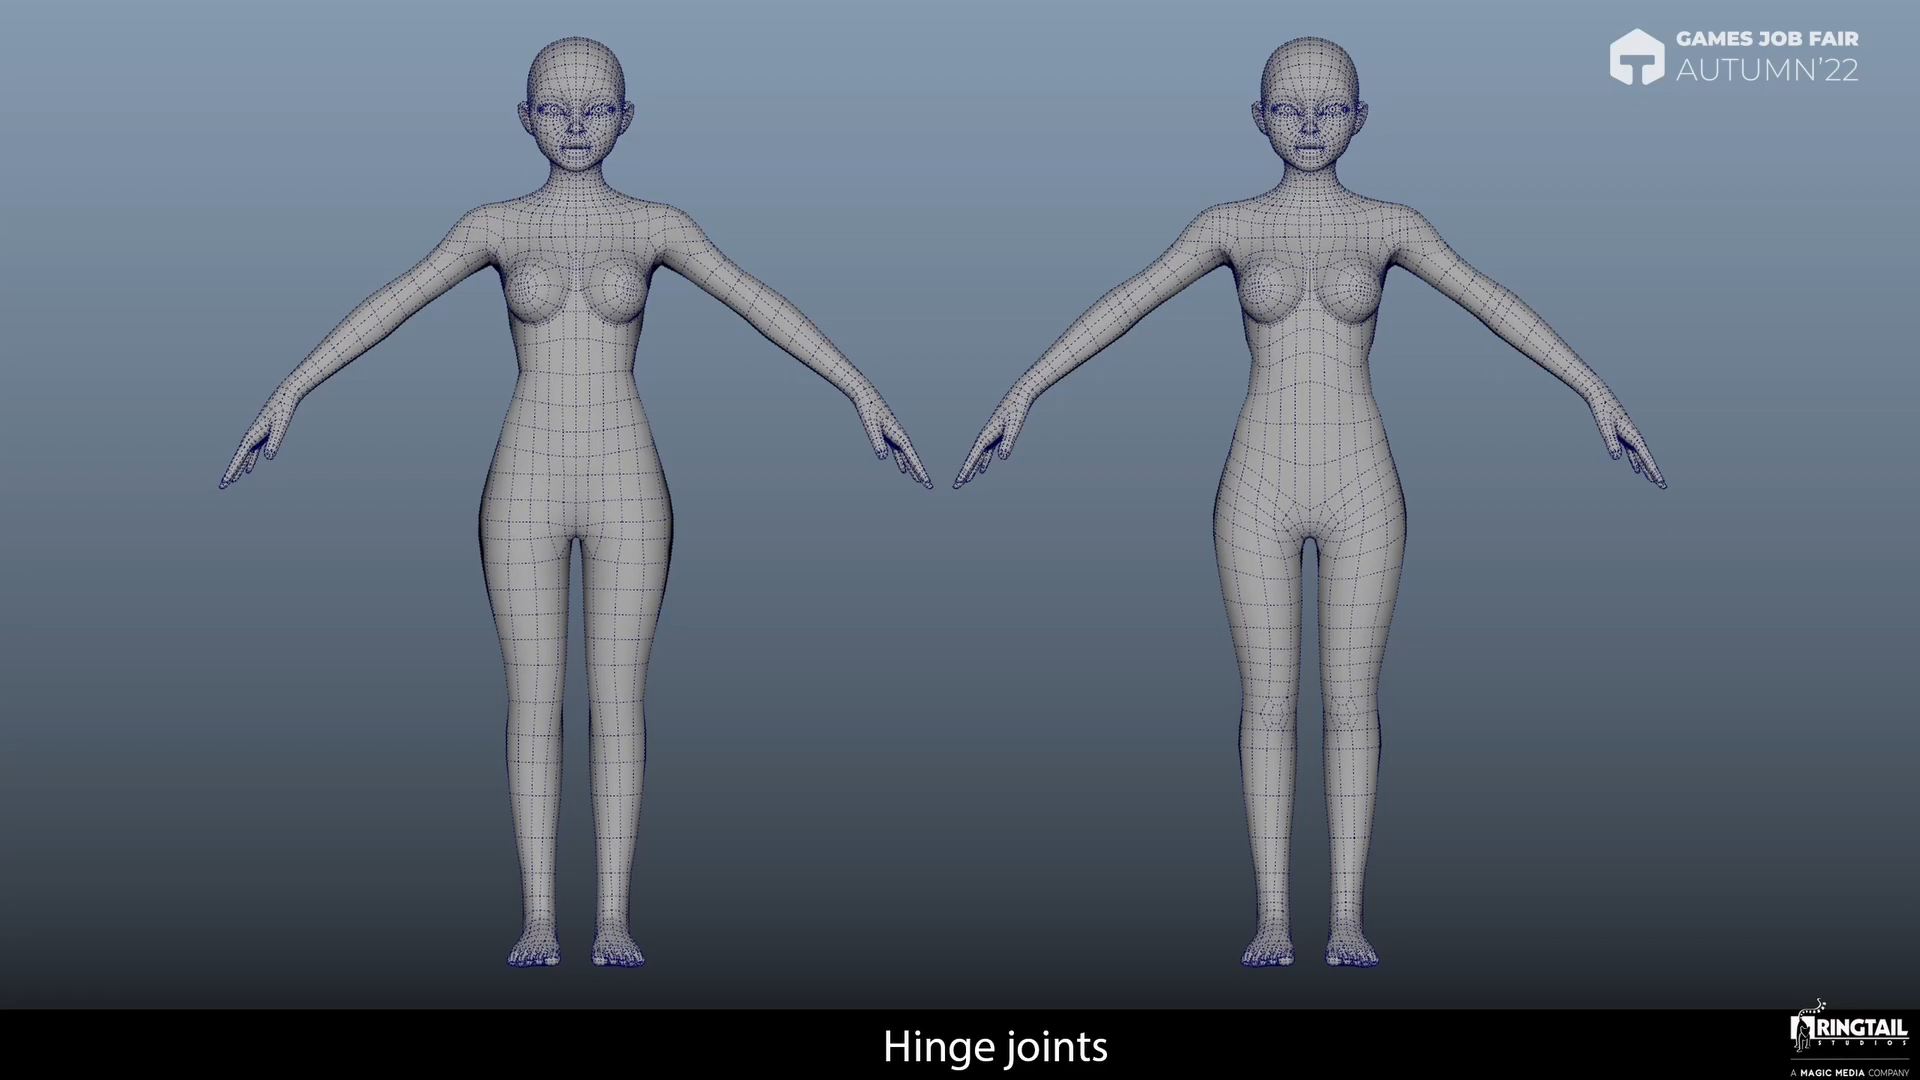 GAMES JOB FAIR
AUTUMN'22
Hinge joints
RINGTAIL
STUDIOS
A MAGIC MEDIA COMPANY